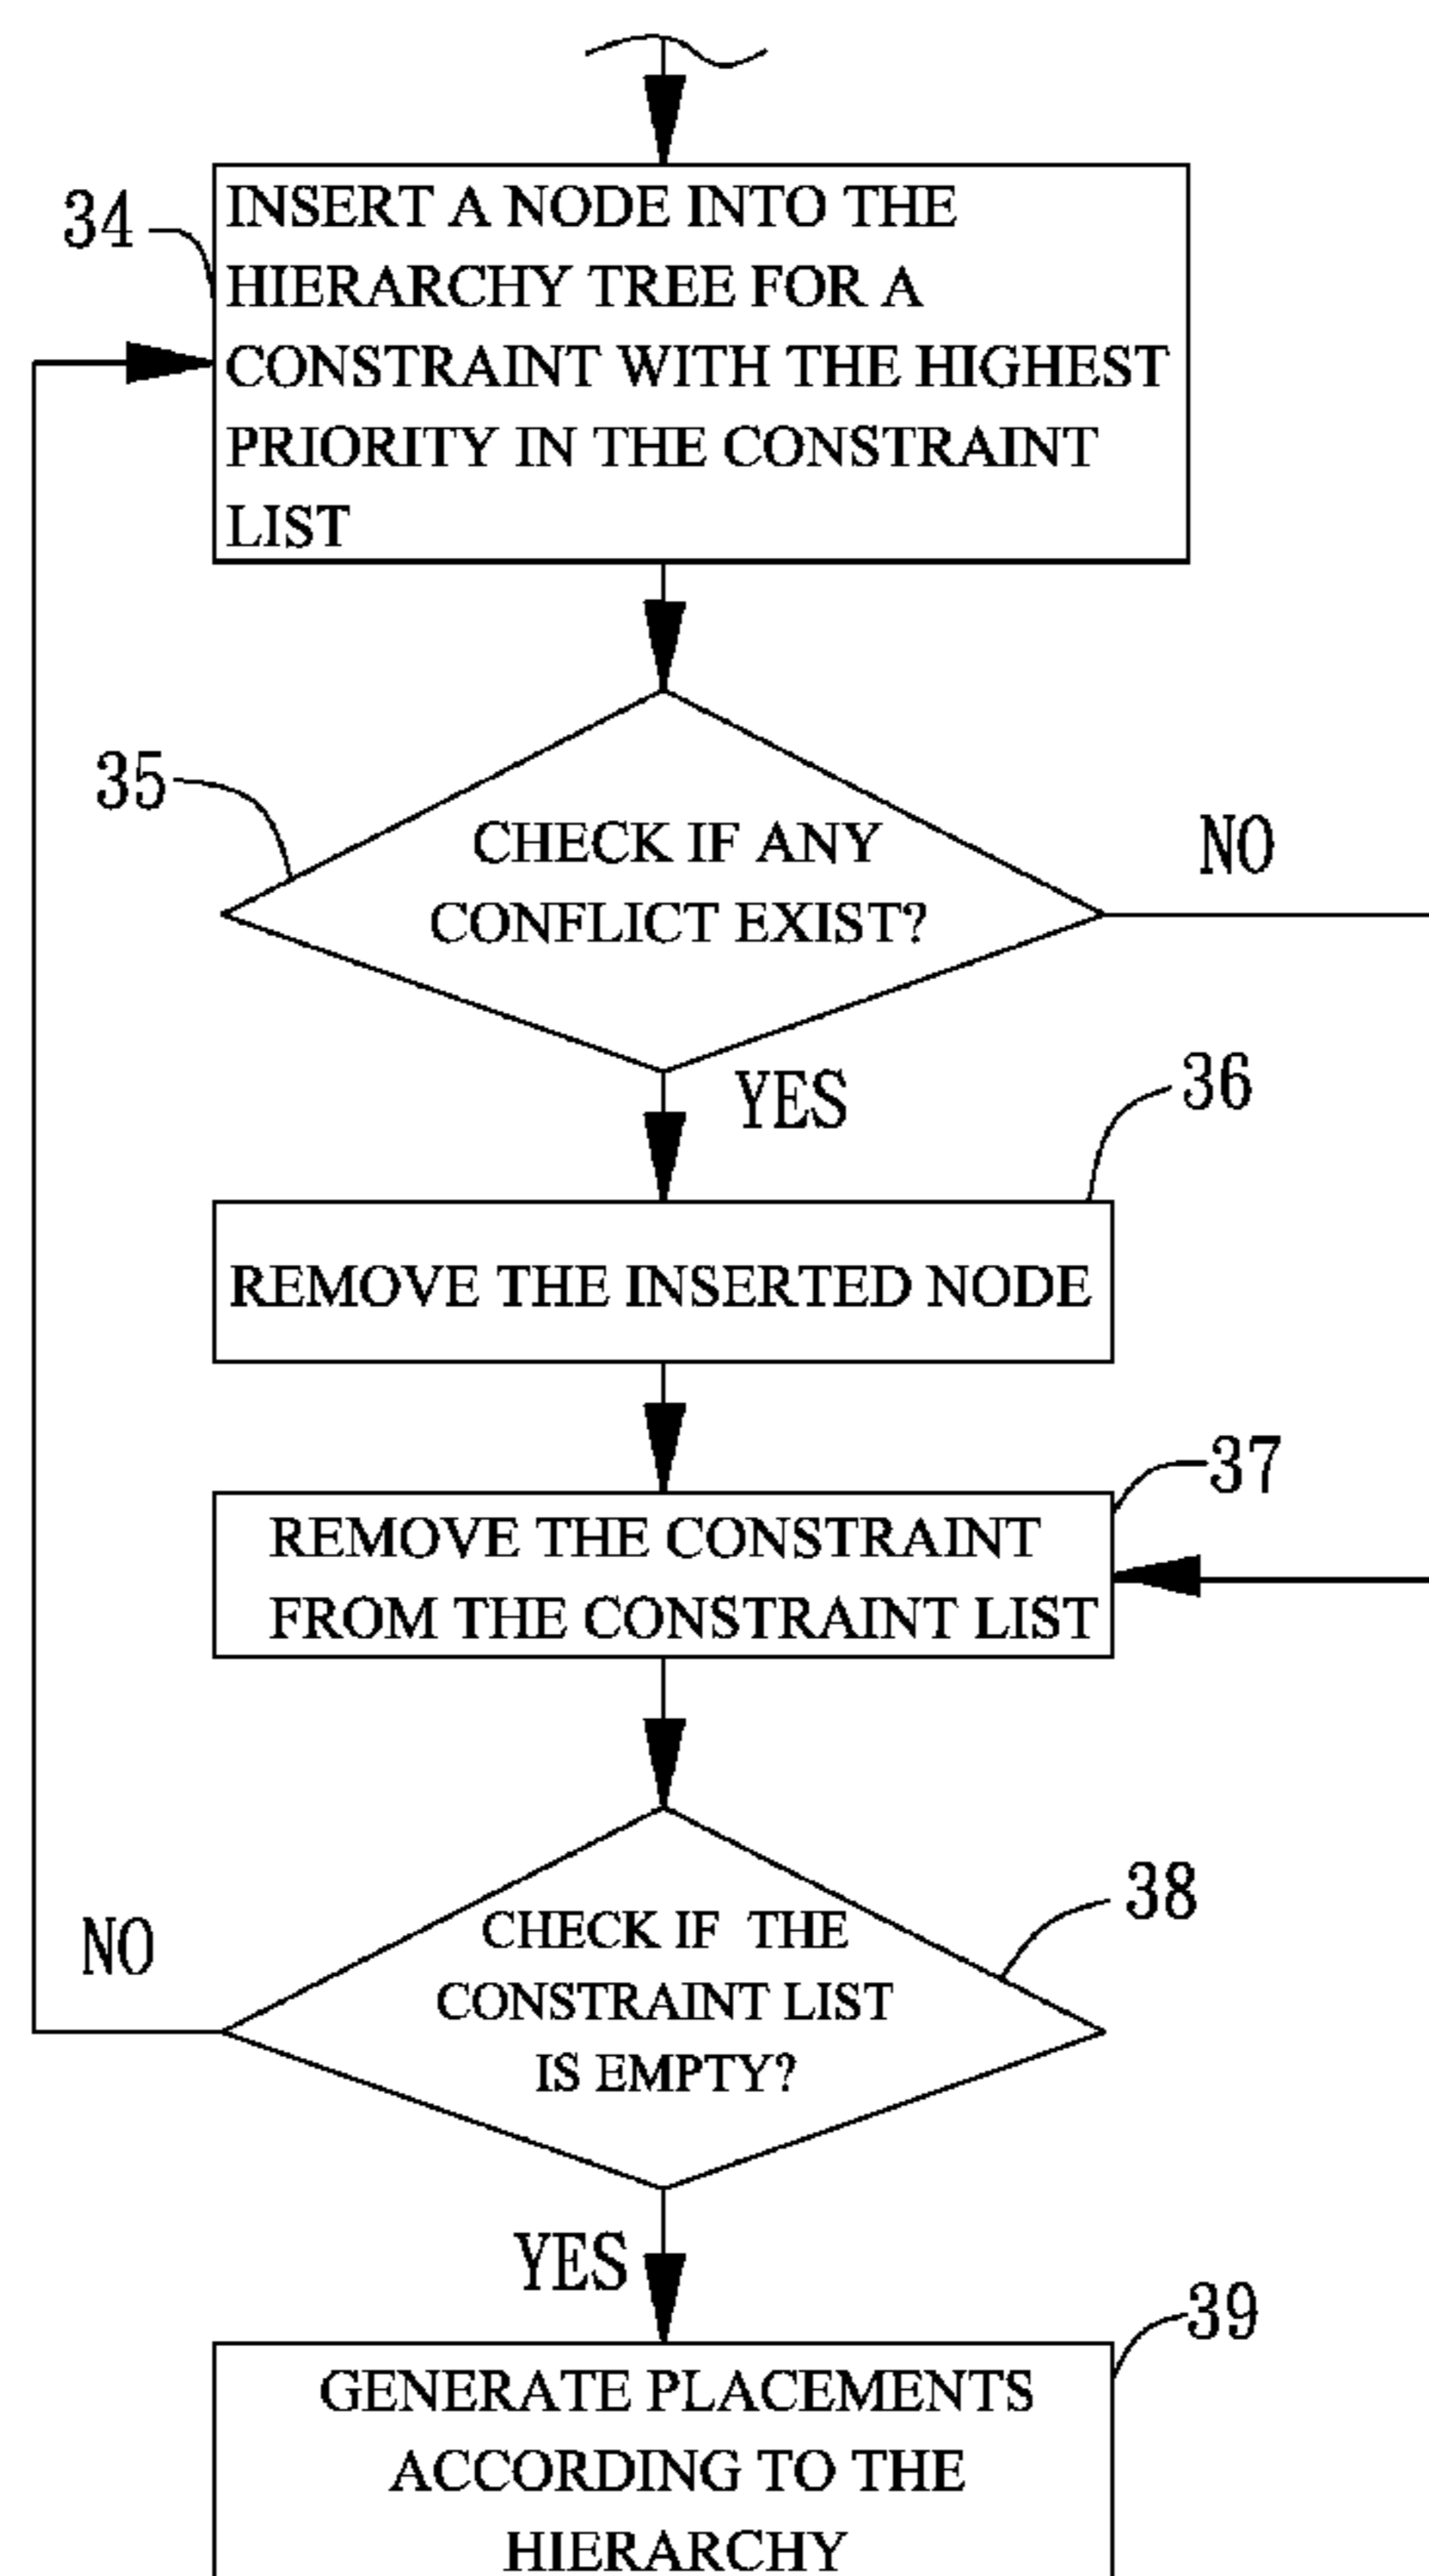 34
INSERT A NODE INTO THE
HIERARCHY TREE FOR A
CONSTRAINT WITH THE HIGHEST
PRIORITY IN THE CONSTRAINT
LIST
35
CHECK IF ANY
CONFLICT EXIST?
NO
YES
36
REMOVE THE INSERTED NODE
37
REMOVE THE CONSTRAINT
FROM THE CONSTRAINT LIST
38
CHECK IF THE
CONSTRAINT LIST
IS EMPTY?
NO
YES
39
GENERATE PLACEMENTS
ACCORDING TO THE
HIERARCHY